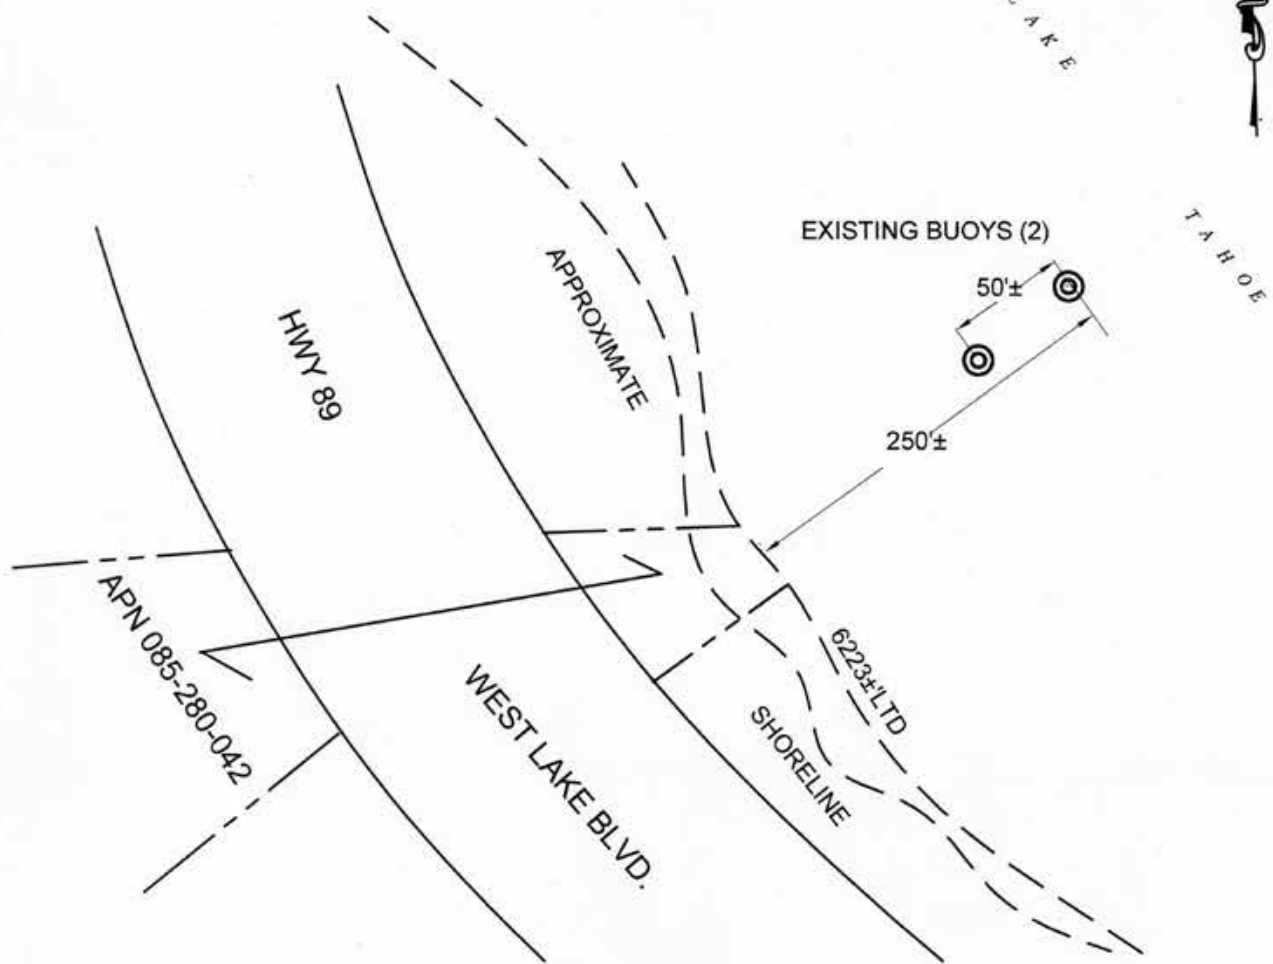 LAKE
TAHOE
EXISTING BUOYS (2)
50'±
250'±
APPROXIMATE
HWY 89
APN 085-280-042
WEST LAKE BLVD.
6223±'LTD
SHORELINE